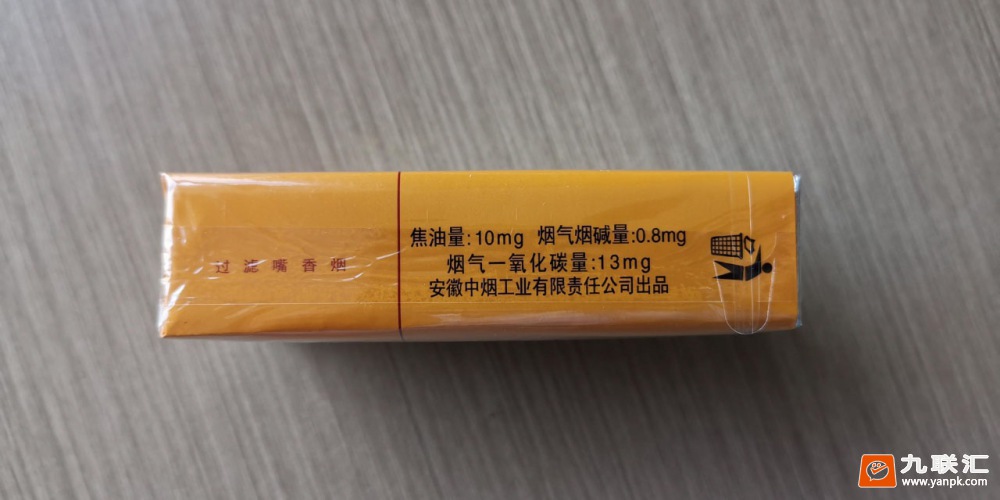 过滤嘴香烟
焦油量:10mg 烟气烟碱量:0.8mg
烟气一氧化碳量:13mg
安徽中烟工业有限责任公司出品
九联汇
www.yanpk.com